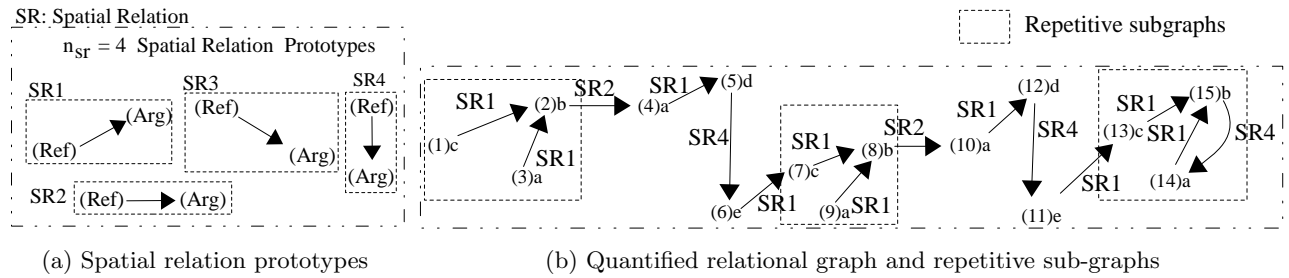 SR: Spatial Relation
n_sr = 4 Spatial Relation Prototypes
SR1
(Ref)
(Arg)
SR3
(Ref)
(Arg)
SR4
(Ref)
(Arg)
SR2
(Ref)
(Arg)
(a) Spatial relation prototypes
Repetitive subgraphs
(1)c
SR1
(2)b
SR1
(3)a
SR2
(4)a
SR1
(5)d
SR4
(6)e
SR1
(7)c
SR1
(8)b
SR1
(9)a
SR2
(10)a
SR1
(12)d
SR4
(11)e
SR1
(13)c
SR1
(15)b
SR1
SR4
(14)a
(b) Quantified relational graph and repetitive sub-graphs